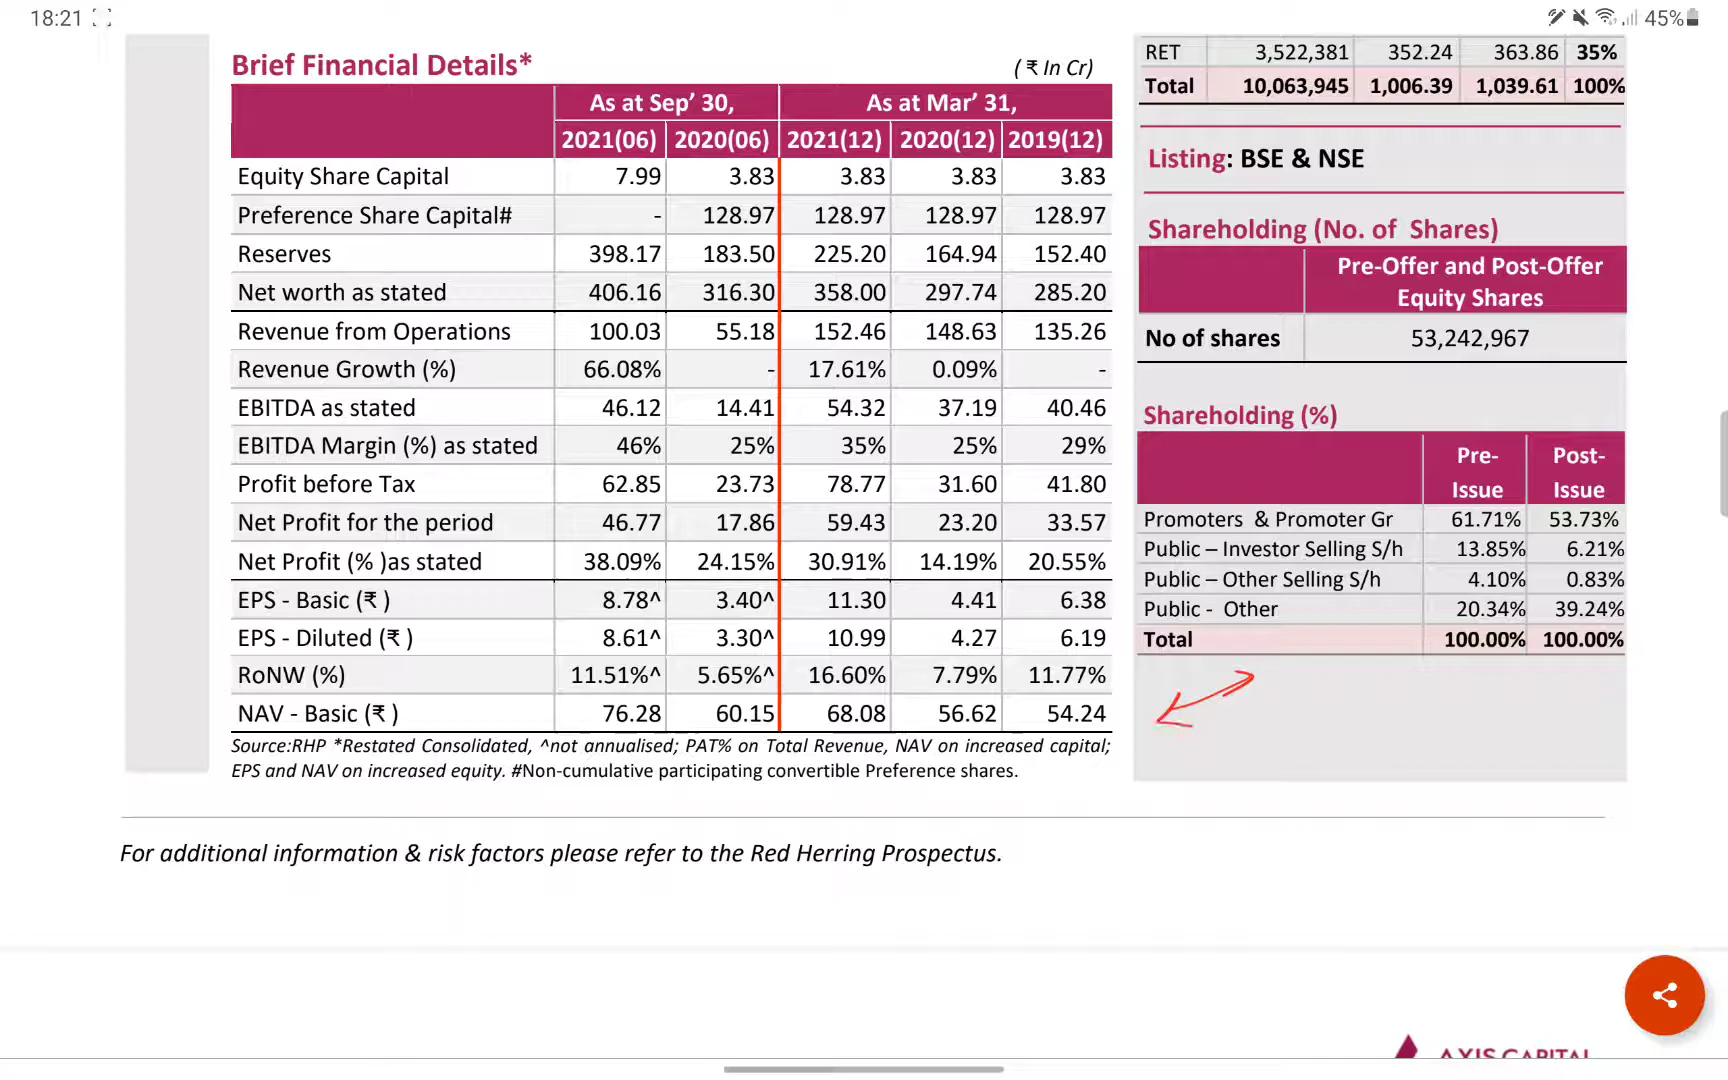 18:21 45%
Brief Financial Details* ( ₹ In Cr)
As at Sep’ 30, As at Mar’ 31,
2021(06) 2020(06) 2021(12) 2020(12) 2019(12)
Equity Share Capital 7.99 3.83 3.83 3.83 3.83
Preference Share Capital# - 128.97 128.97 128.97 128.97
Reserves 398.17 183.50 225.20 164.94 152.40
Net worth as stated 406.16 316.30 358.00 297.74 285.20
Revenue from Operations 100.03 55.18 152.46 148.63 135.26
Revenue Growth (%) 66.08% - 17.61% 0.09% -
EBITDA as stated 46.12 14.41 54.32 37.19 40.46
EBITDA Margin (%) as stated 46% 25% 35% 25% 29%
Profit before Tax 62.85 23.73 78.77 31.60 41.80
Net Profit for the period 46.77 17.86 59.43 23.20 33.57
Net Profit (% )as stated 38.09% 24.15% 30.91% 14.19% 20.55%
EPS - Basic (₹ ) 8.78^ 3.40^ 11.30 4.41 6.38
EPS - Diluted (₹ ) 8.61^ 3.30^ 10.99 4.27 6.19
RoNW (%) 11.51%^ 5.65%^ 16.60% 7.79% 11.77%
NAV - Basic (₹ ) 76.28 60.15 68.08 56.62 54.24
Source:RHP *Restated Consolidated, ^not annualised; PAT% on Total Revenue, NAV on increased capital;
EPS and NAV on increased equity. #Non-cumulative participating convertible Preference shares.
RET 3,522,381 352.24 363.86 35%
Total 10,063,945 1,006.39 1,039.61 100%
Listing: BSE & NSE
Shareholding (No. of Shares)
Pre-Offer and Post-Offer
Equity Shares
No of shares 53,242,967
Shareholding (%)
Pre- Post-
Issue Issue
Promoters & Promoter Gr 61.71% 53.73%
Public – Investor Selling S/h 13.85% 6.21%
Public – Other Selling S/h 4.10% 0.83%
Public - Other 20.34% 39.24%
Total 100.00% 100.00%
For additional information & risk factors please refer to the Red Herring Prospectus.
AXIS CAPITAL